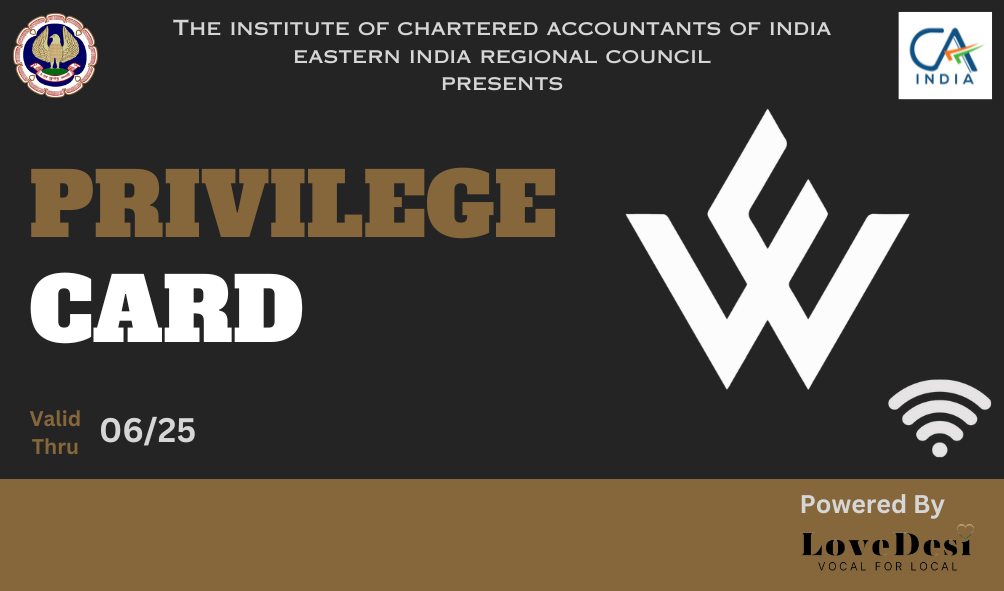 THE INSTITUTE OF CHARTERED ACCOUNTANTS OF INDIA
EASTERN INDIA REGIONAL COUNCIL
PRESENTS
CA
INDIA
PRIVILEGE
CARD
Valid
Thru
06/25
Powered By
LoveDesi
VOCAL FOR LOCAL